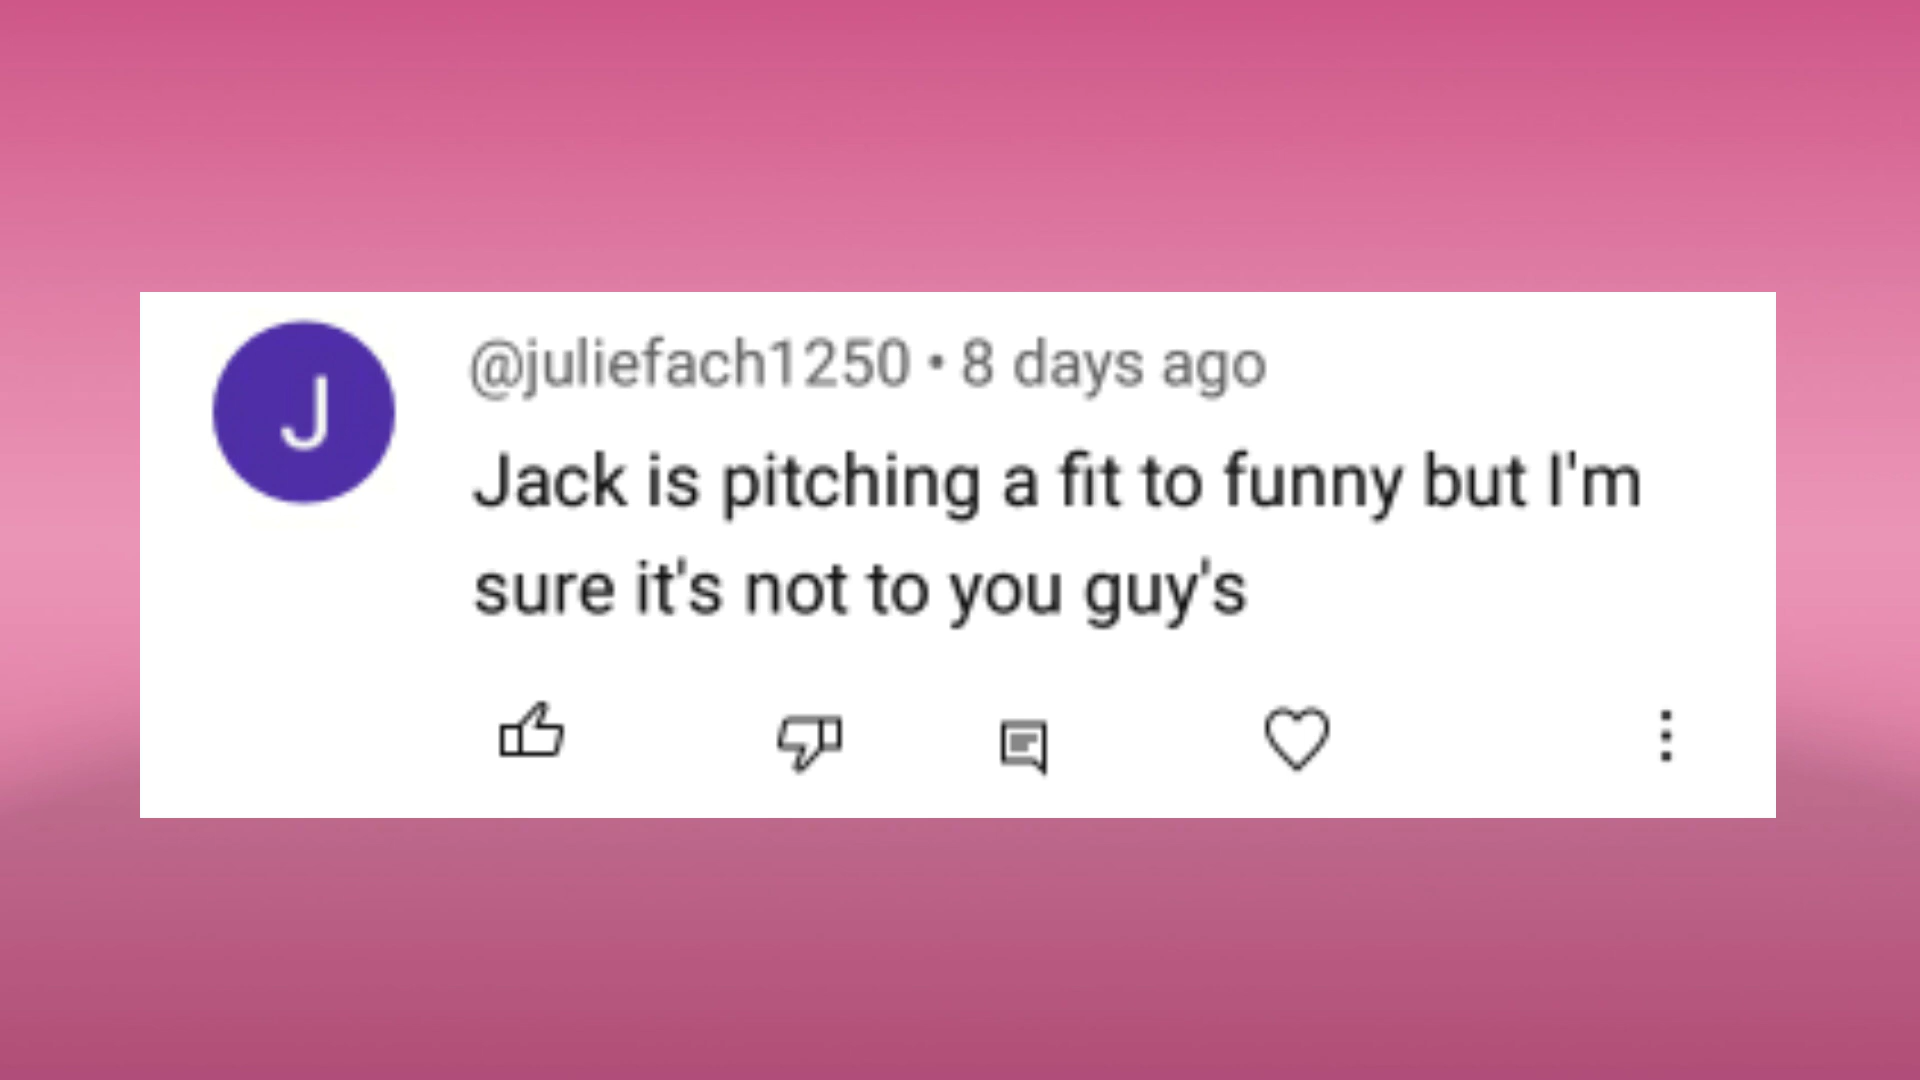 J
@juliefach1250 • 8 days ago
Jack is pitching a fit to funny but I'm
sure it's not to you guy's